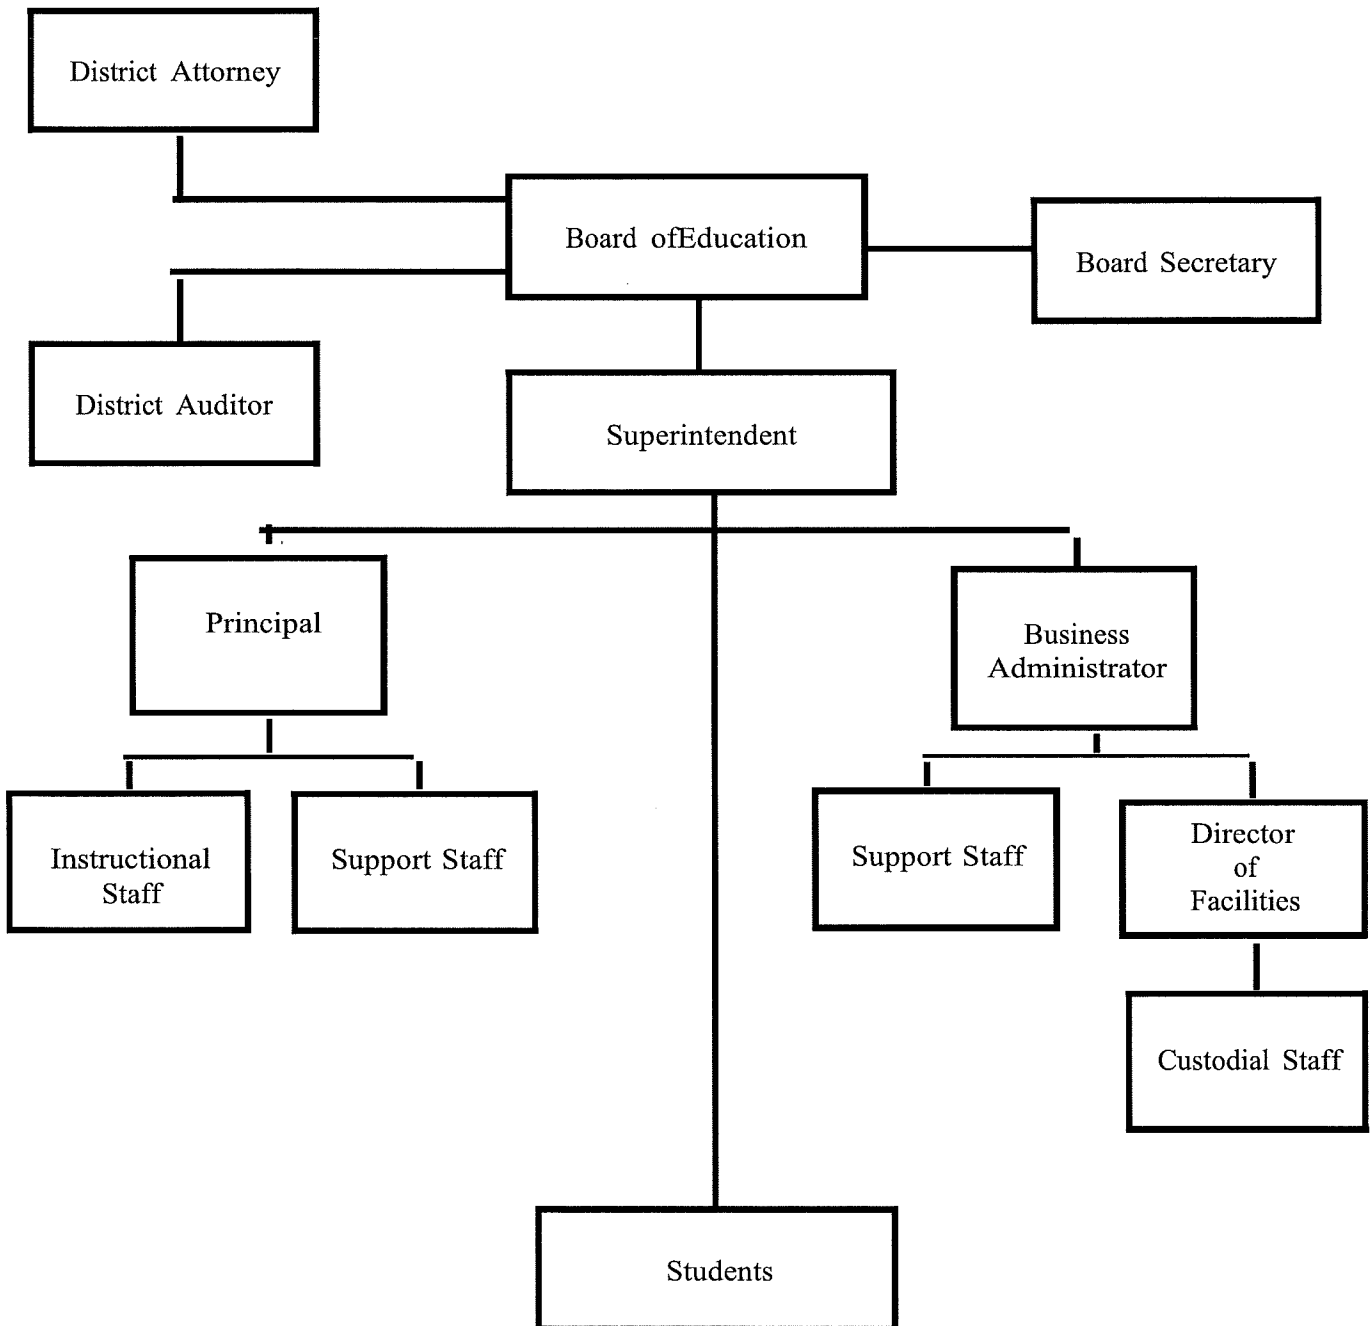 District Attorney
Board ofEducation
Board Secretary
District Auditor
Superintendent
Principal
Business
Administrator
Instructional
Staff
Support Staff
Support Staff
Director
of
Facilities
Custodial Staff
Students